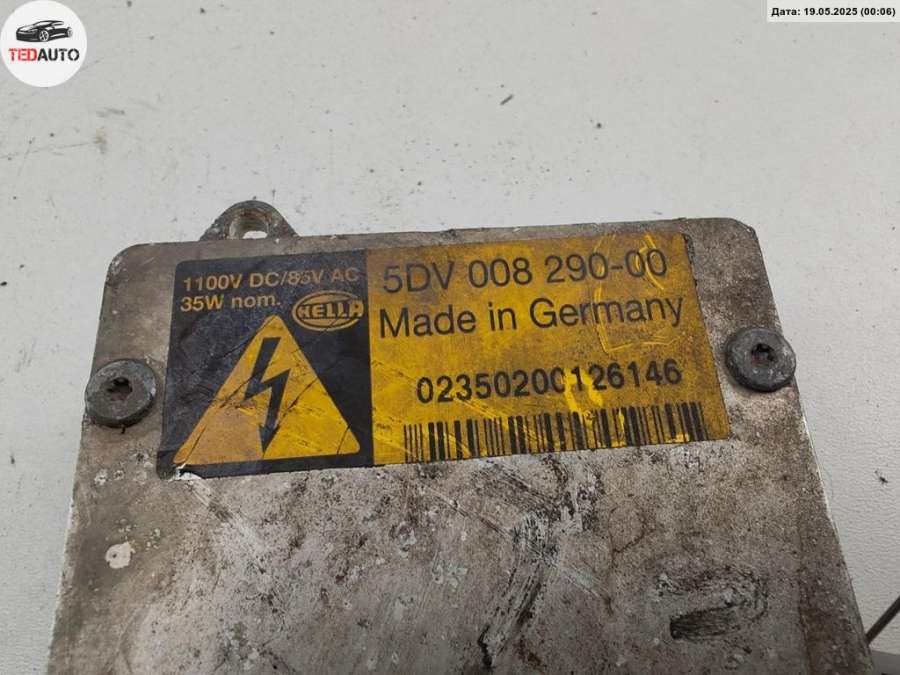 TEDAUTO
Дата: 19.05.2025 (00:06)
1100V DC/85V AC
35W nom.
HELLA
5DV 008 290-00
Made in Germany
02350200126146